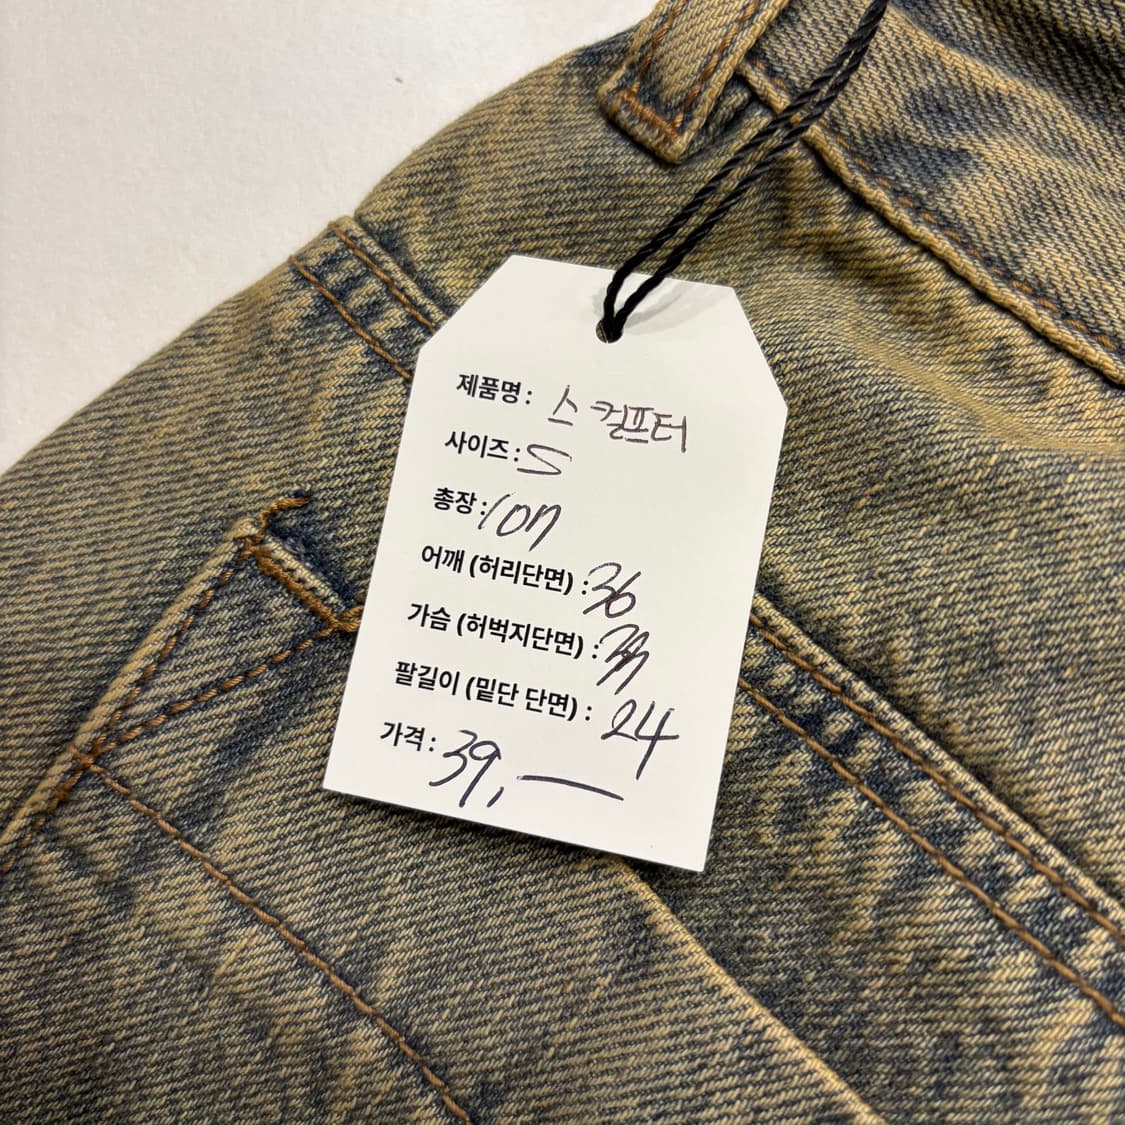 제품명 : 스컬프터
사이즈 : S
총장 : 107
어깨 (허리단면) : 36
가슴 (허벅지단면) :
팔길이 (밑단 단면) : 24
가격 : 39,—